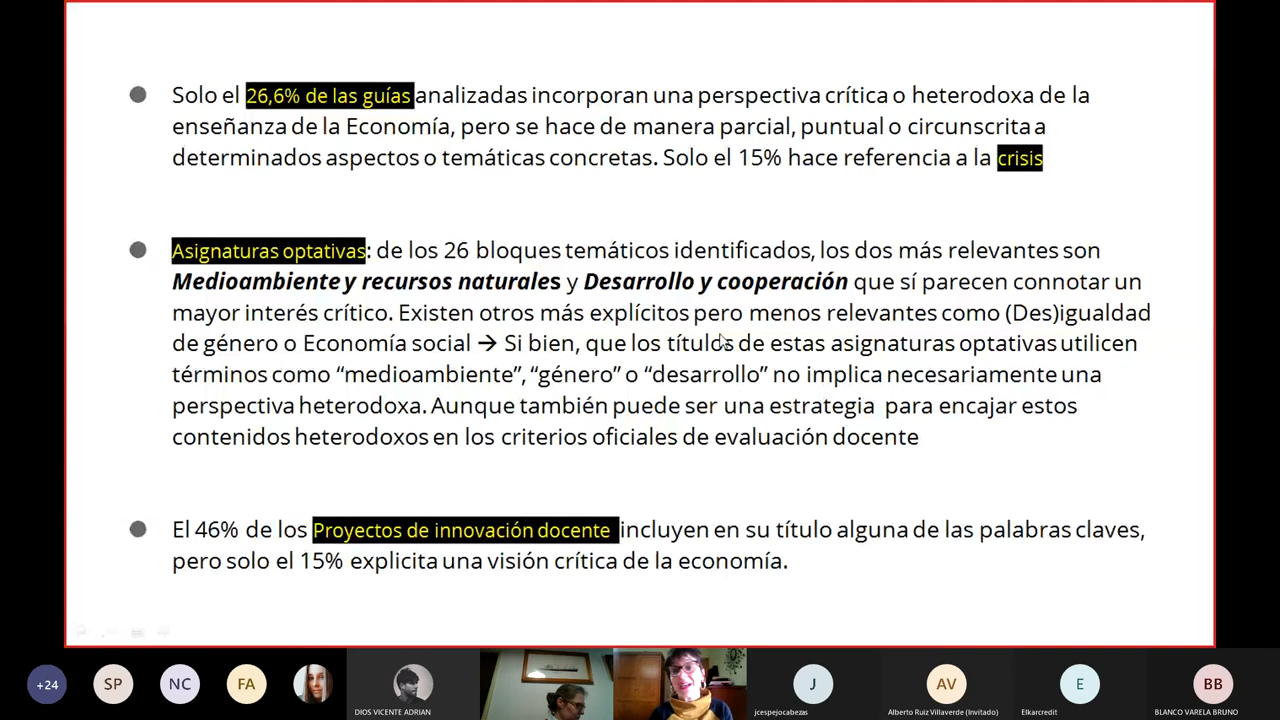 Solo el 26,6% de las guías analizadas incorporan una perspectiva crítica o heterodoxa de la
enseñanza de la Economía, pero se hace de manera parcial, puntual o circunscrita a
determinados aspectos o temáticas concretas. Solo el 15% hace referencia a la crisis
Asignaturas optativas: de los 26 bloques temáticos identificados, los dos más relevantes son
Medioambiente y recursos naturales y Desarrollo y cooperación que sí parecen connotar un
mayor interés crítico. Existen otros más explícitos pero menos relevantes como (Des)igualdad
de género o Economía social → Si bien, que los títulos de estas asignaturas optativas utilicen
términos como “medioambiente”, “género” o “desarrollo” no implica necesariamente una
perspectiva heterodoxa. Aunque también puede ser una estrategia para encajar estos
contenidos heterodoxos en los criterios oficiales de evaluación docente
El 46% de los Proyectos de innovación docente incluyen en su título alguna de las palabras claves,
pero solo el 15% explicita una visión crítica de la economía.
+24 SP NC FA J AV E BB
DIOS VICENTE ADRIAN jcespejocabezas Alberto Ruiz Villaverde (Invitado) Elkarcredit BLANCO VARELA BRUNO